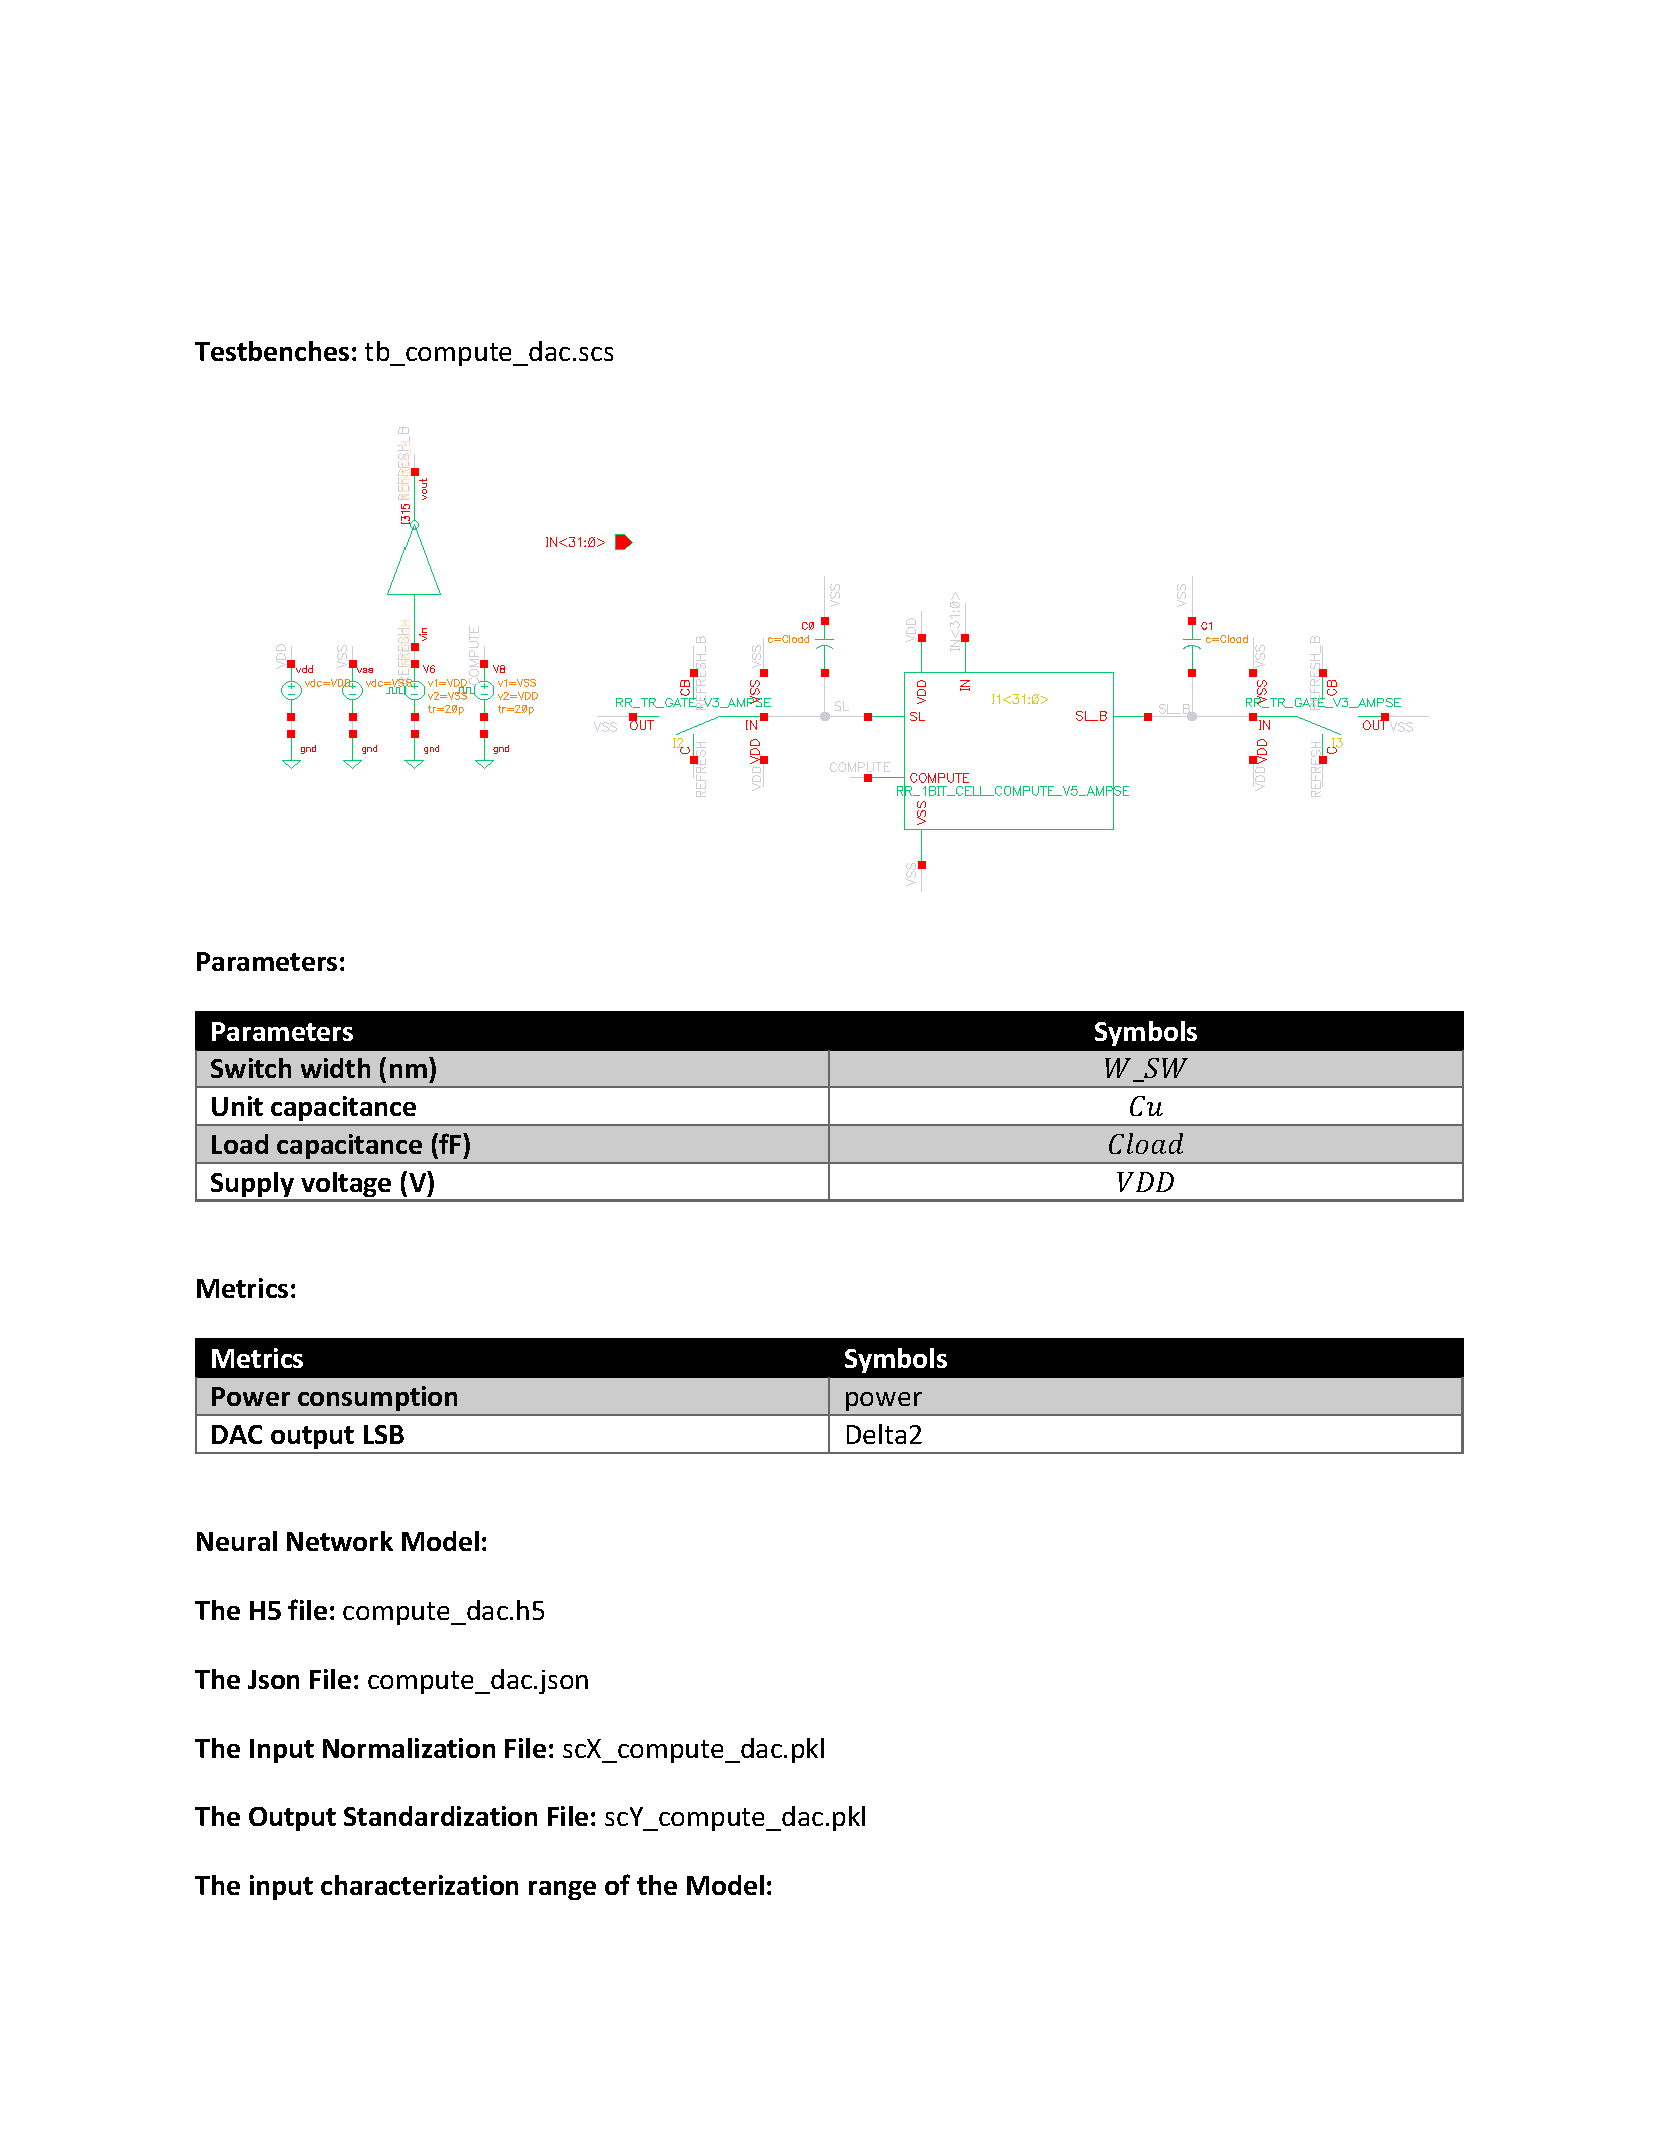 Testbenches: tb_compute_dac.scs
REFRESH_B
vout
I315
IN<31:0>
vin
REFRESH
COMPUTE
VDD
VSS
vdd
vss
V6
V8
vdc=VDD
vdc=VSS
v1=VDD
v2=VSS
tr=20p
v1=VSS
v2=VDD
tr=20p
gnd
gnd
gnd
gnd
VSS
C0
c=Cload
REFRESH_B
VSS
CB
VSS
RR_TR_GATE_V3_AMPSE
VSS
OUT
IN
SL
I2
C
VDD
REFRESH
VDD
VDD
IN<31:0>
VDD
IN
I1<31:0>
SL
SL_B
COMPUTE
COMPUTE
RR_1BIT_CELL_COMPUTE_V5_AMPSE
VSS
VSS
VSS
C1
c=Cload
VSS
REFRESH_B
VSS
CB
RR_TR_GATE_V3_AMPSE
SL_B
IN
OUT
VSS
I3
VDD
C
VDD
REFRESH
Parameters:
Parameters Symbols
Switch width (nm) W_SW
Unit capacitance Cu
Load capacitance (fF) Cload
Supply voltage (V) VDD
Metrics:
Metrics Symbols
Power consumption power
DAC output LSB Delta2
Neural Network Model:
The H5 file: compute_dac.h5
The Json File: compute_dac.json
The Input Normalization File: scX_compute_dac.pkl
The Output Standardization File: scY_compute_dac.pkl
The input characterization range of the Model: